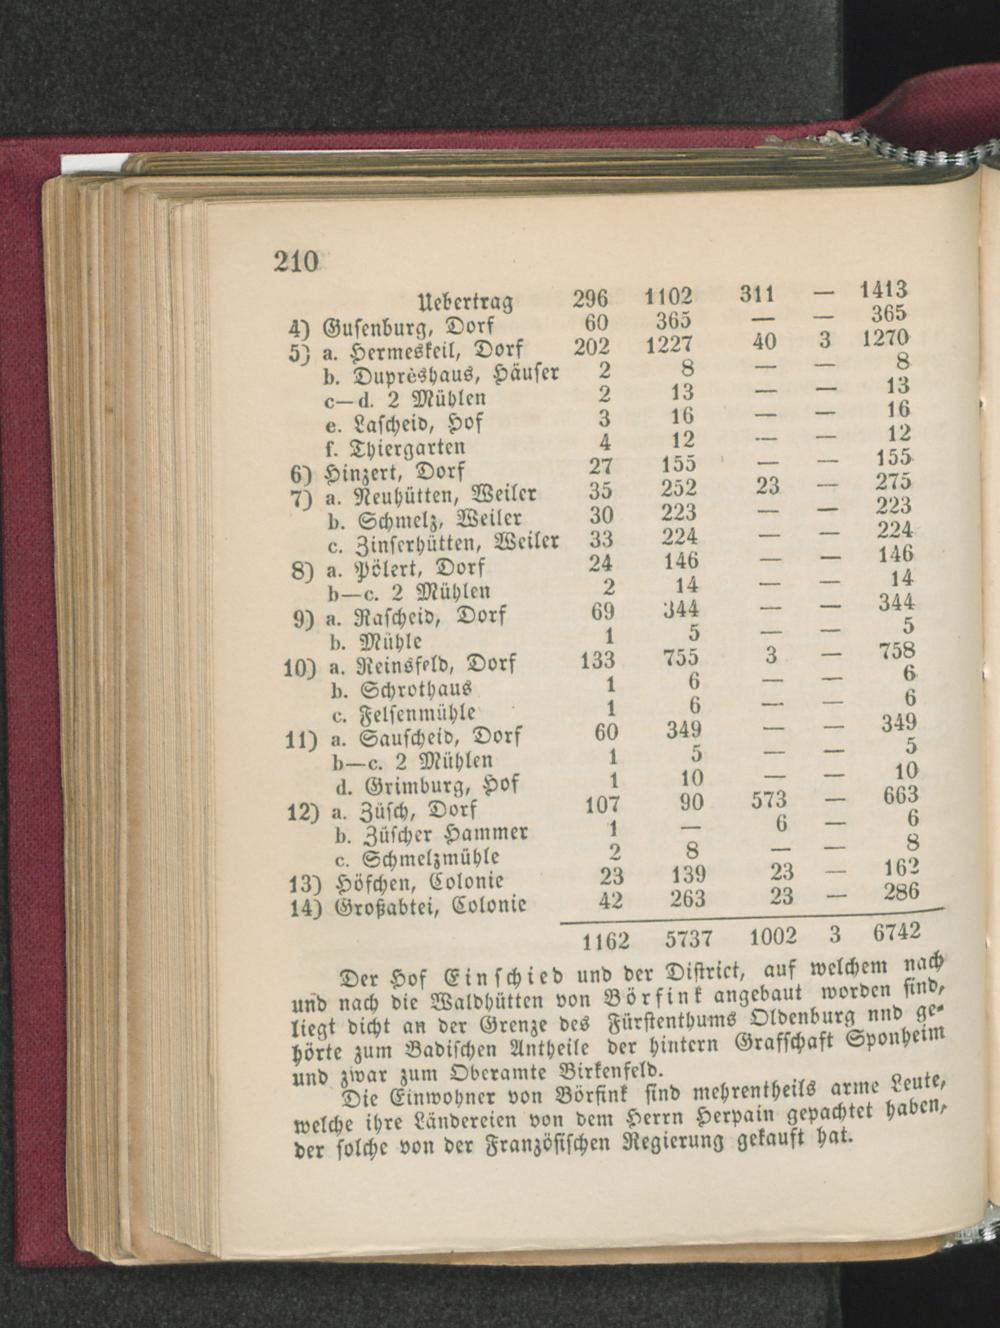 210
Uebertrag 296 1102 311 — 1413
4) Gusenburg, Dorf 60 365 — — 365
5) a. Hermeskeil, Dorf 202 1227 40 3 1270
b. Duprèshaus, Häuser 2 8 — — 8
c—d. 2 Mühlen 2 13 — — 13
e. Lascheid, Hof 3 16 — — 16
f. Thiergarten 4 12 — — 12
6) Hinzert, Dorf 27 155 — — 155
7) a. Neuhütten, Weiler 35 252 23 — 275
b. Schmelz, Weiler 30 223 — — 223
c. Zinserhütten, Weiler 33 224 — — 224
8) a. Pölert, Dorf 24 146 — — 146
b—c. 2 Mühlen 2 14 — — 14
9) a. Rascheid, Dorf 69 344 — — 344
b. Mühle 1 5 — — 5
10) a. Reinsfeld, Dorf 133 755 3 — 758
b. Schrothaus 1 6 — — 6
c. Felsenmühle 1 6 — — 6
11) a. Sauscheid, Dorf 60 349 — — 349
b—c. 2 Mühlen 1 5 — — 5
d. Grimburg, Hof 1 10 — — 10
12) a. Züsch, Dorf 107 90 573 — 663
b. Züscher Hammer 1 — 6 — 6
c. Schmelzmühle 2 8 — — 8
13) Höfchen, Colonie 23 139 23 — 162
14) Großabtei, Colonie 42 263 23 — 286
1162 5737 1002 3 6742
Der Hof Einschied und der District, auf welchem nach
und nach die Waldhütten von Börfink angebaut worden sind,
liegt dicht an der Grenze des Fürstenthums Oldenburg nnd ge-
hörte zum Badischen Antheile der hintern Grafschaft Sponheim
und zwar zum Oberamte Birkenfeld.
Die Einwohner von Börfink sind mehrentheils arme Leute,
welche ihre Ländereien von dem Herrn Herpain gepachtet haben,
der solche von der Französischen Regierung gekauft hat.